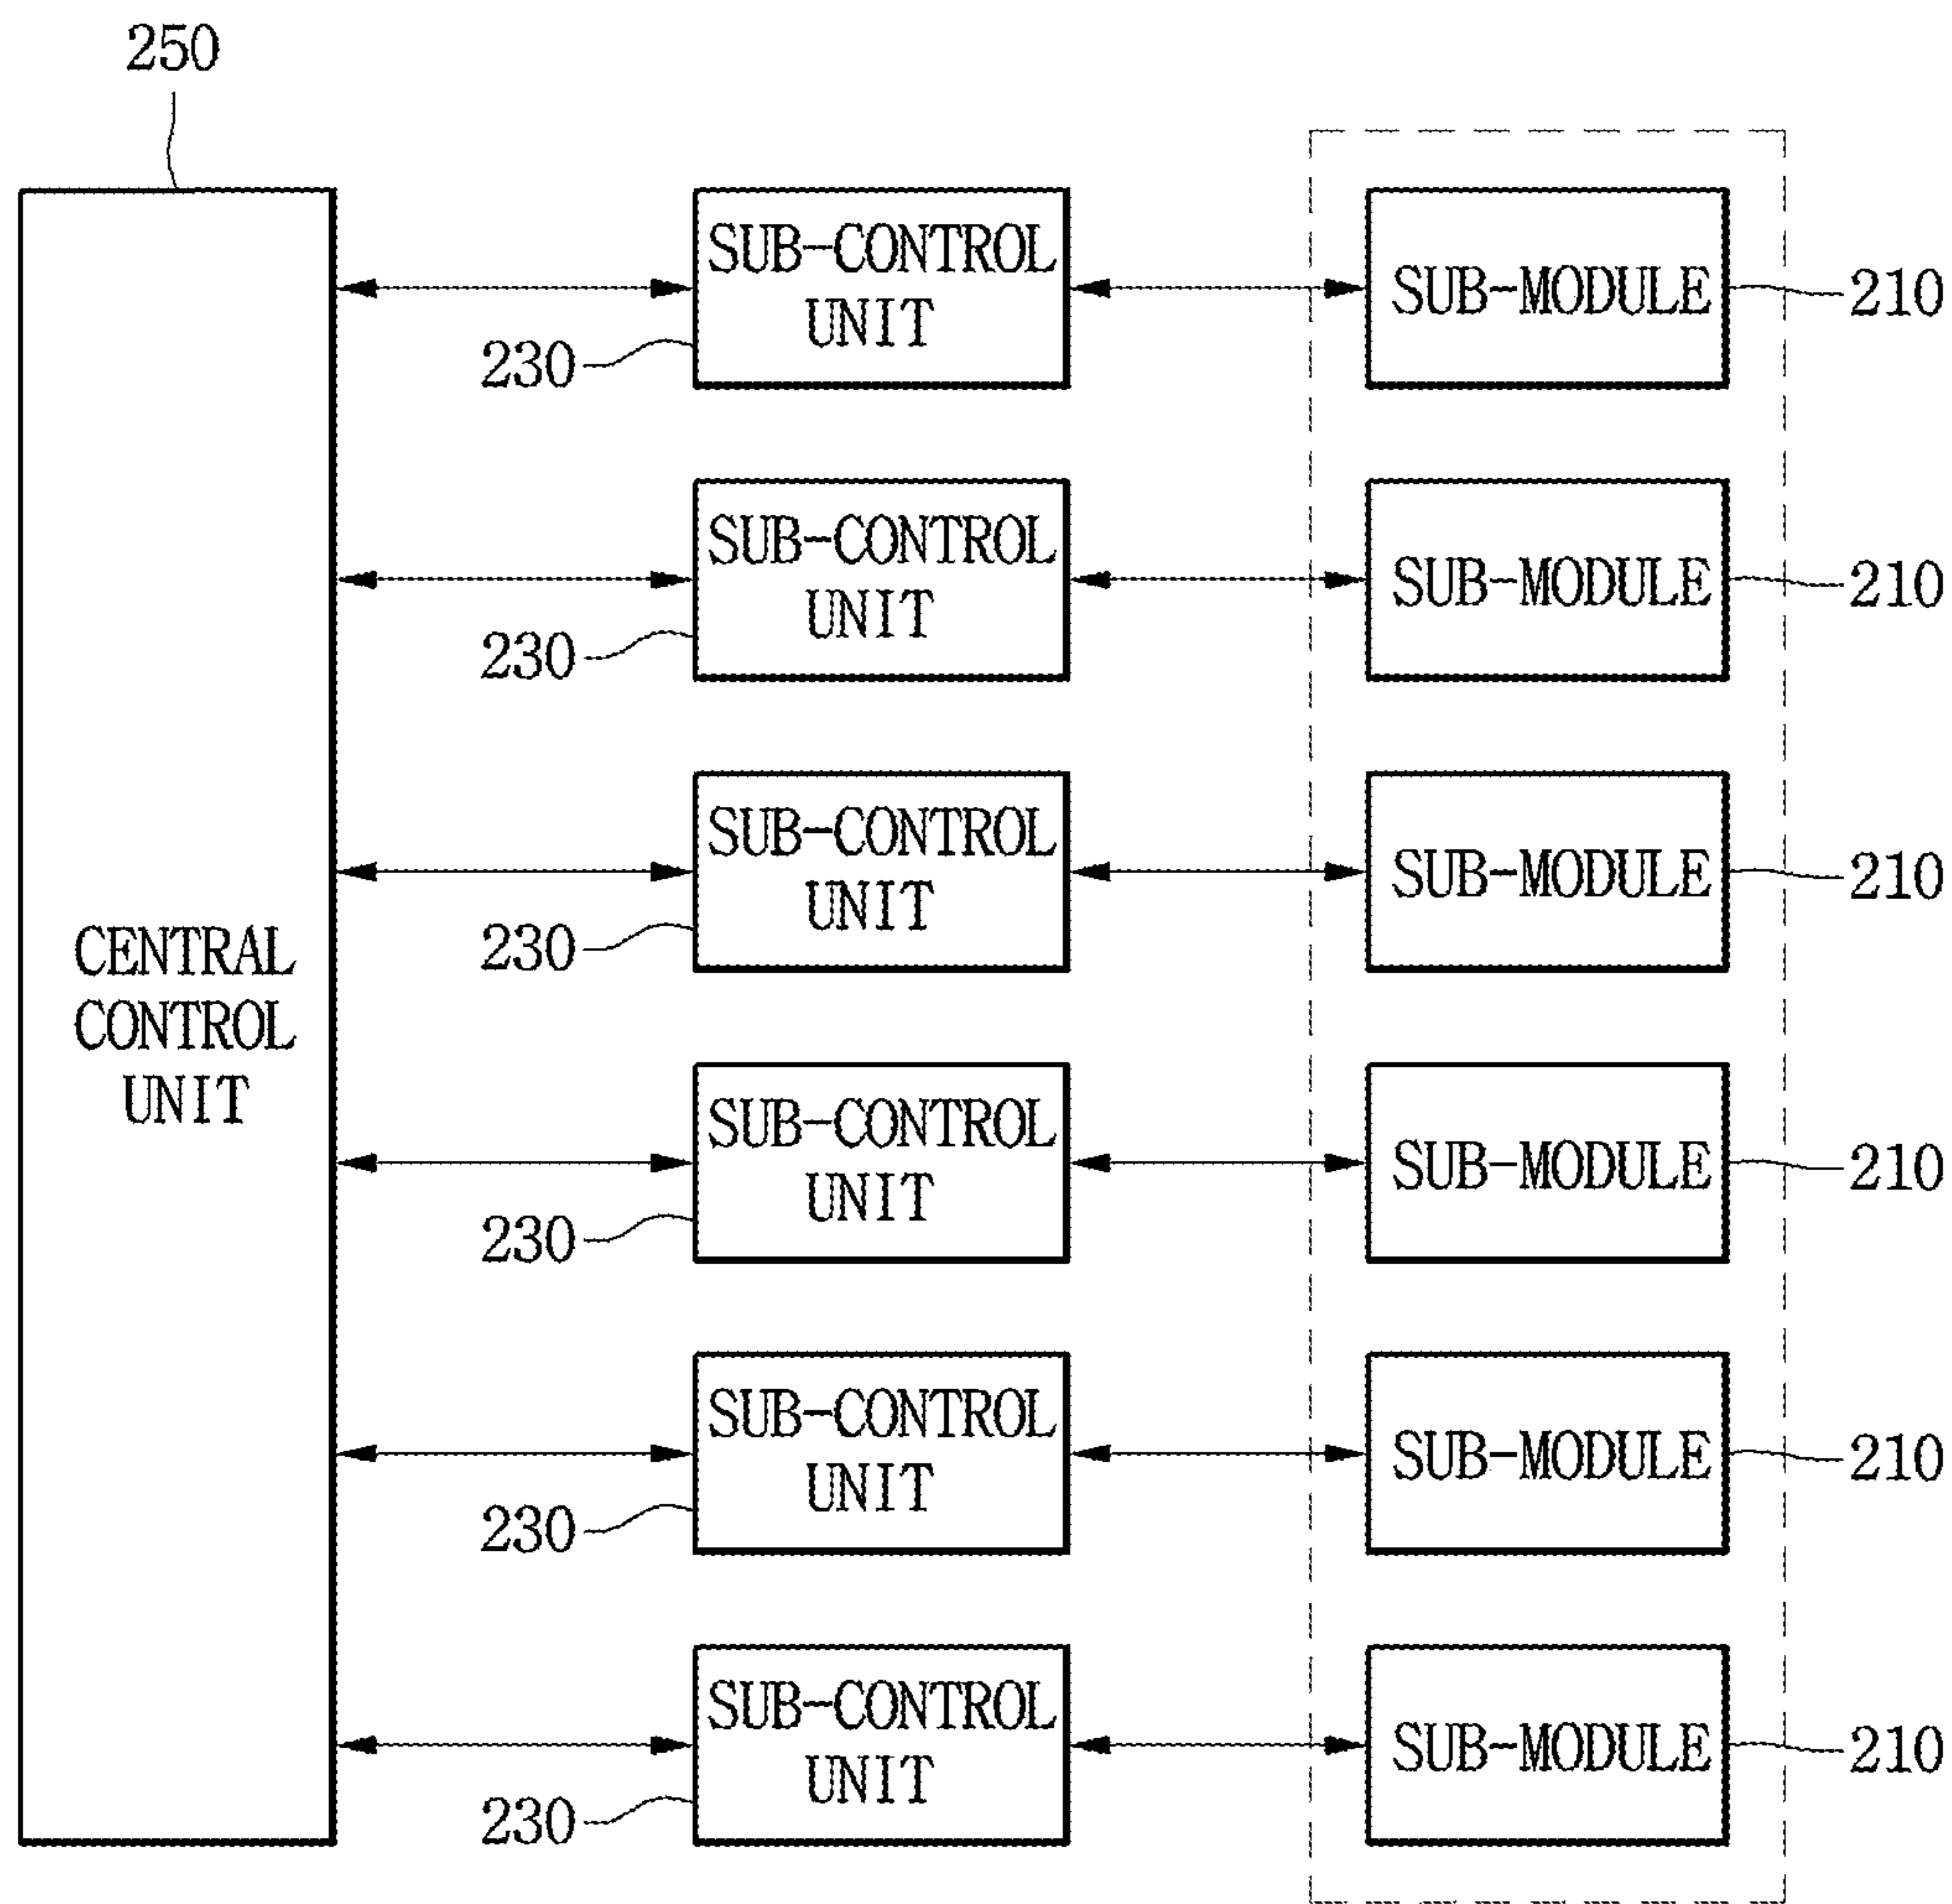 250
SUB-CONTROL
UNIT
230
SUB-MODULE
210
SUB-CONTROL
UNIT
230
SUB-MODULE
210
SUB-CONTROL
UNIT
230
SUB-MODULE
210
CENTRAL
CONTROL
UNIT
SUB-CONTROL
UNIT
230
SUB-MODULE
210
SUB-CONTROL
UNIT
230
SUB-MODULE
210
SUB-CONTROL
UNIT
230
SUB-MODULE
210